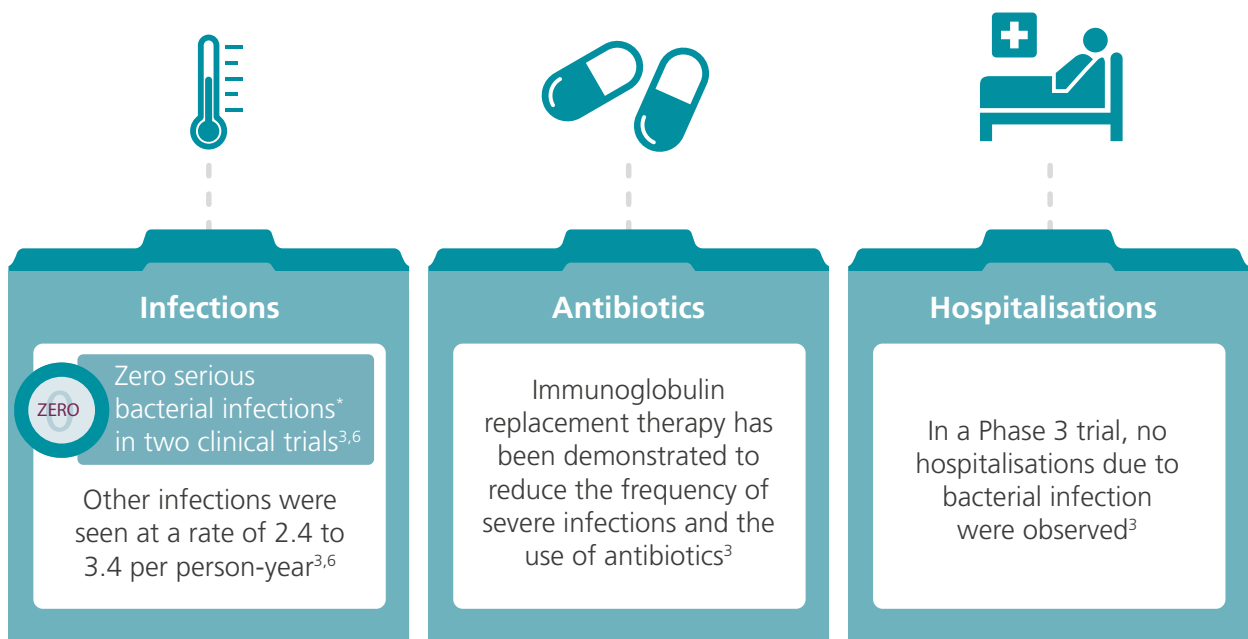 Infections
ZERO
0
Zero serious
bacterial infections*
in two clinical trials3,6
Other infections were
seen at a rate of 2.4 to
3.4 per person-year3,6
Antibiotics
Immunoglobulin
replacement therapy has
been demonstrated to
reduce the frequency of
severe infections and the
use of antibiotics3
Hospitalisations
In a Phase 3 trial, no
hospitalisations due to
bacterial infection
were observed3